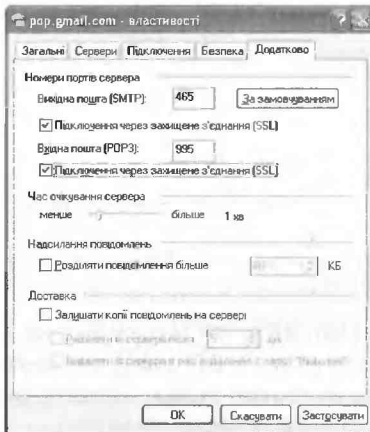 pop.gmail.com - властивості
Загальні Сервери Підключення Безпека Додатково
Номери портів сервера
Вихідна пошта (SMTP): 465 За замовчуванням
Підключення через захищене з'єднання (SSL)
Вхідна пошта (POP3): 995
Підключення через захищене з'єднання (SSL)
Час очікування сервера
менше більше 1 хв
Надсилання повідомлень
Розділяти повідомлення більше КБ
Доставка
Залишати копії повідомлень на сервері
OK Скасувати Застосувати